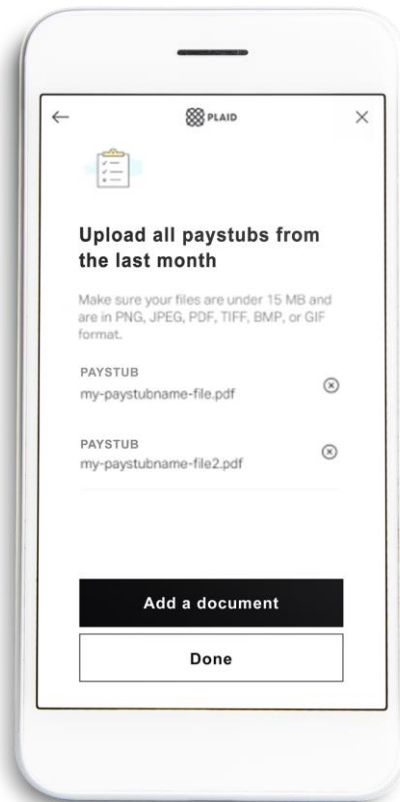 PLAID
Upload all paystubs from
the last month
Make sure your files are under 15 MB and
are in PNG, JPEG, PDF, TIFF, BMP, or GIF
format.
PAYSTUB
my-paystubname-file.pdf
PAYSTUB
my-paystubname-file2.pdf
Add a document
Done